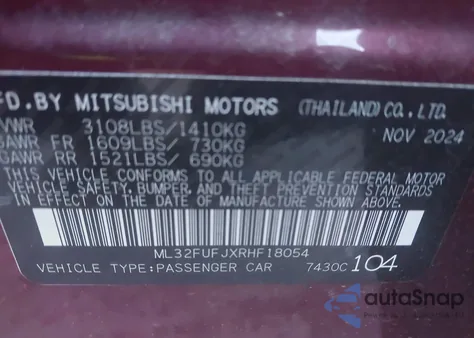 FD. BY MITSUBISHI MOTORS (THAILAND) CO., LTD.
NOV 2024
VWR 3108LBS/1410KG
GAWR FR 1609LBS/ 730KG
GAWR RR 1521LBS/ 690KG
THIS VEHICLE CONFORMS TO ALL APPLICABLE FEDERAL MOTOR
VEHICLE SAFETY, BUMPER, AND THEFT PREVENTION STANDARDS
IN EFFECT ON THE DATE OF MANUFACTURE SHOWN ABOVE.
ML32FUFJXRHF18054
VEHICLE TYPE:PASSENGER CAR 7430C 104
autoSnap